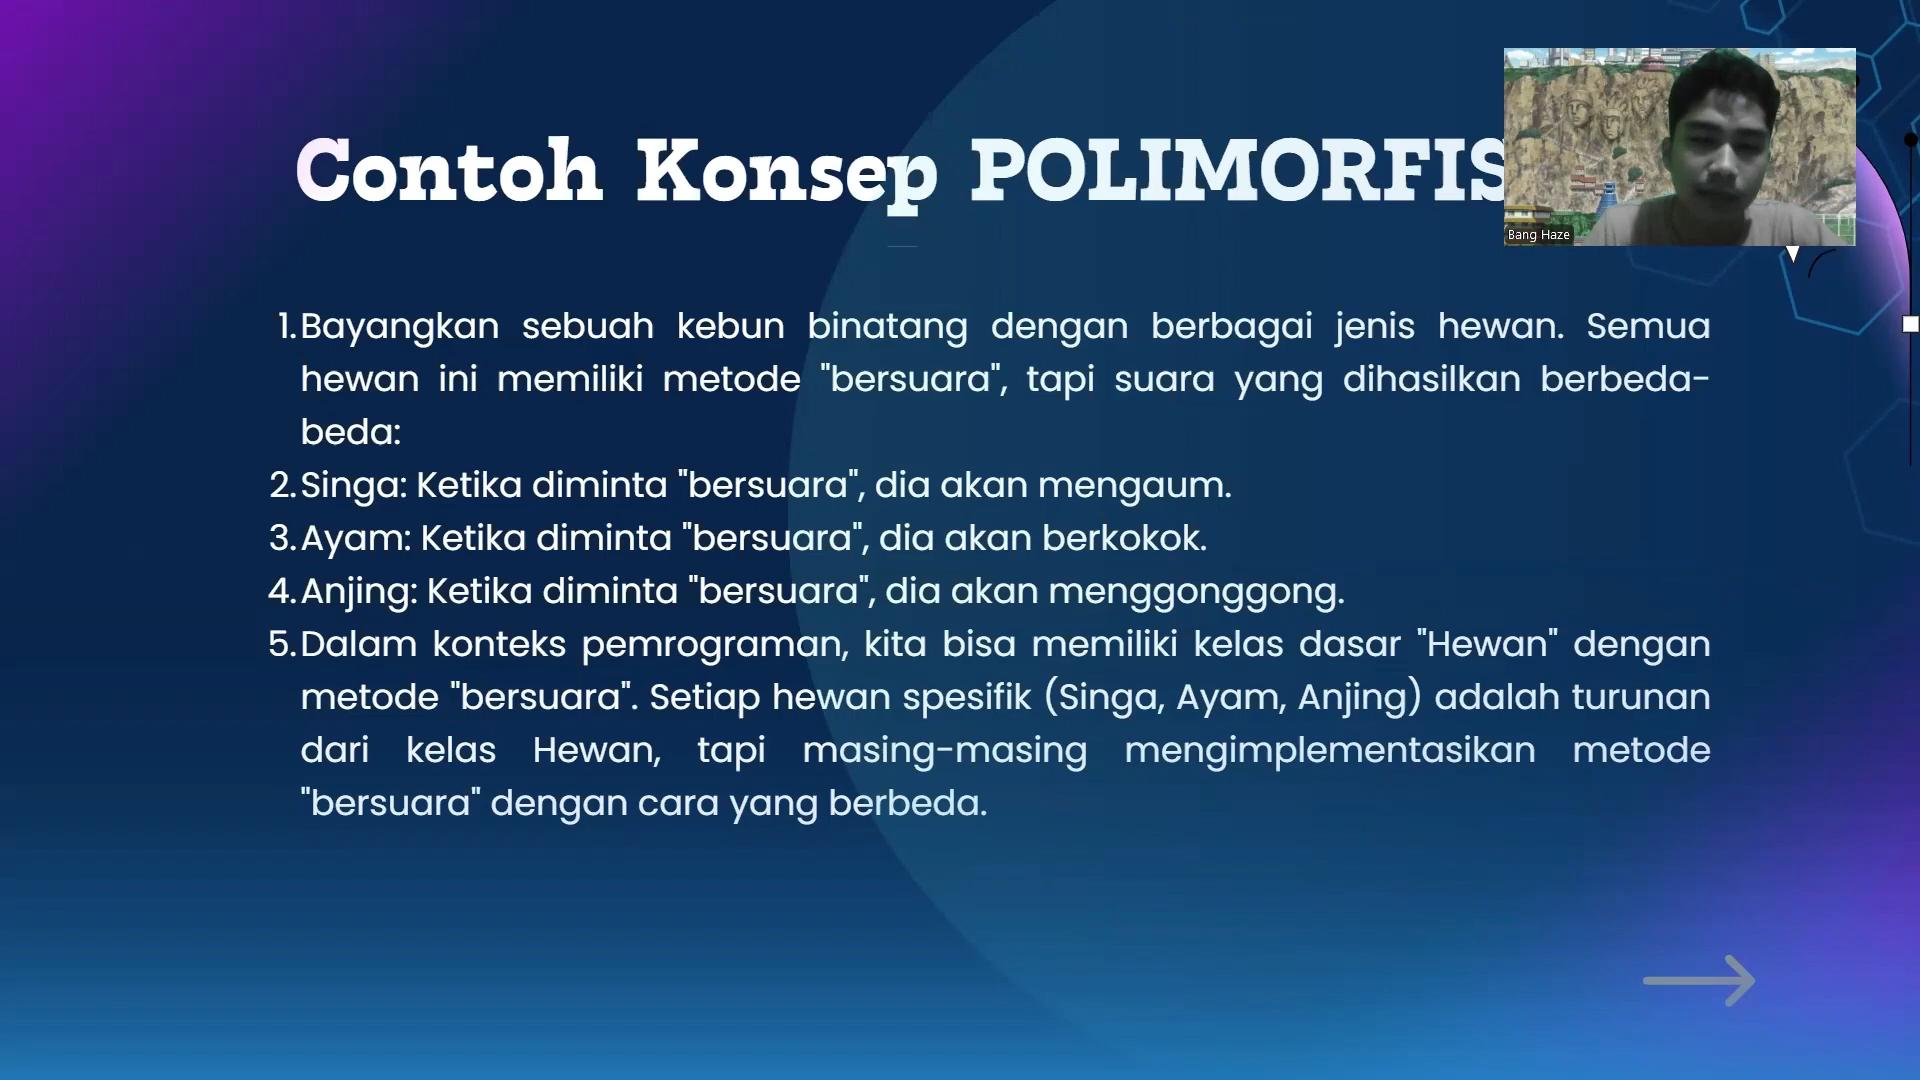 Contoh Konsep POLIMORFIS
Bang Haze
1. Bayangkan sebuah kebun binatang dengan berbagai jenis hewan. Semua
hewan ini memiliki metode "bersuara", tapi suara yang dihasilkan berbeda-
beda:
2. Singa: Ketika diminta "bersuara", dia akan mengaum.
3. Ayam: Ketika diminta "bersuara", dia akan berkokok.
4. Anjing: Ketika diminta "bersuara", dia akan menggonggong.
5. Dalam konteks pemrograman, kita bisa memiliki kelas dasar "Hewan" dengan
metode "bersuara". Setiap hewan spesifik (Singa, Ayam, Anjing) adalah turunan
dari kelas Hewan, tapi masing-masing mengimplementasikan metode
"bersuara" dengan cara yang berbeda.